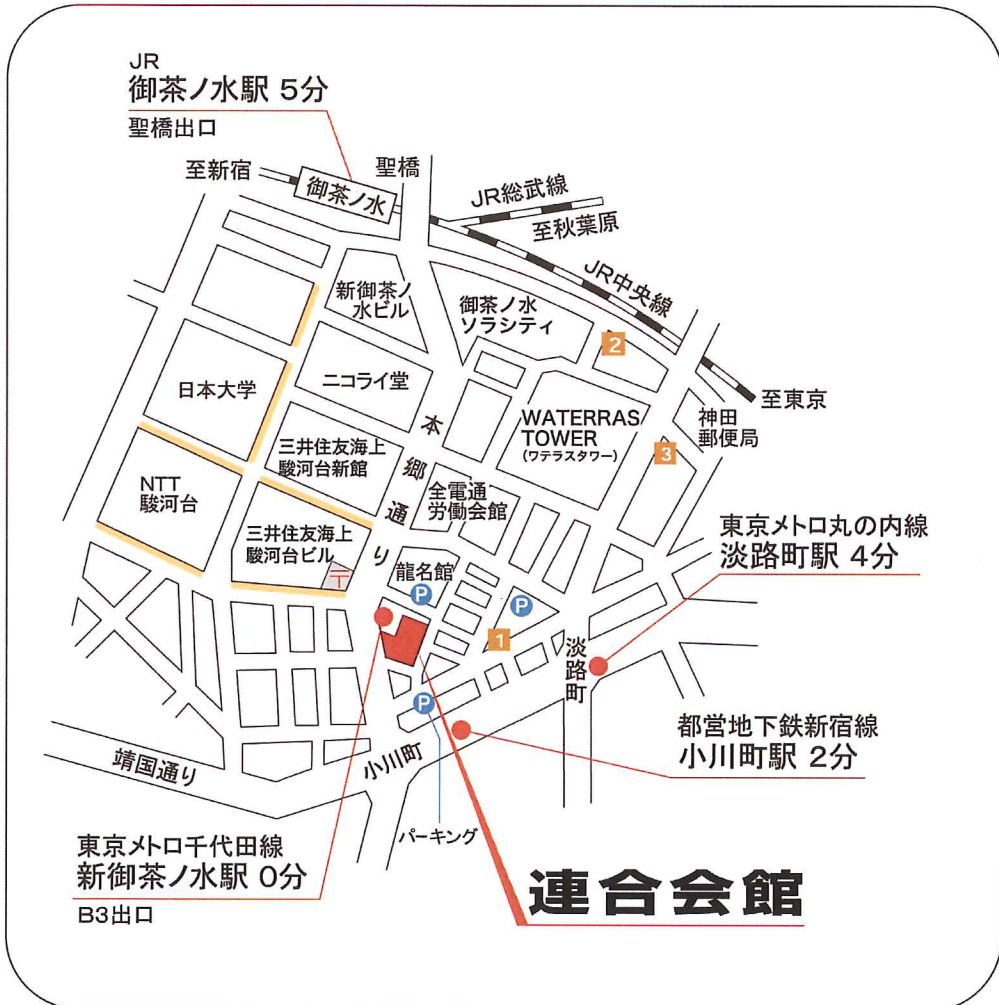 JR
御茶ノ水駅 5分
聖橋出口
至新宿
御茶ノ水
聖橋
JR総武線
至秋葉原
JR中央線
至東京
新御茶ノ
水ビル
御茶ノ水
ソラシティ
2
日本大学
ニコライ堂
WATERRAS
TOWER
(ワテラスタワー)
神田
郵便局
3
本郷通り
三井住友海上
駿河台新館
NTT
駿河台
全電通
労働会館
三井住友海上
駿河台ビル
〒
龍名館
P
P
1
東京メトロ丸の内線
淡路町駅 4分
淡路町
P
都営地下鉄新宿線
小川町駅 2分
靖国通り
小川町
パーキング
東京メトロ千代田線
新御茶ノ水駅 0分
B3出口
連合会館